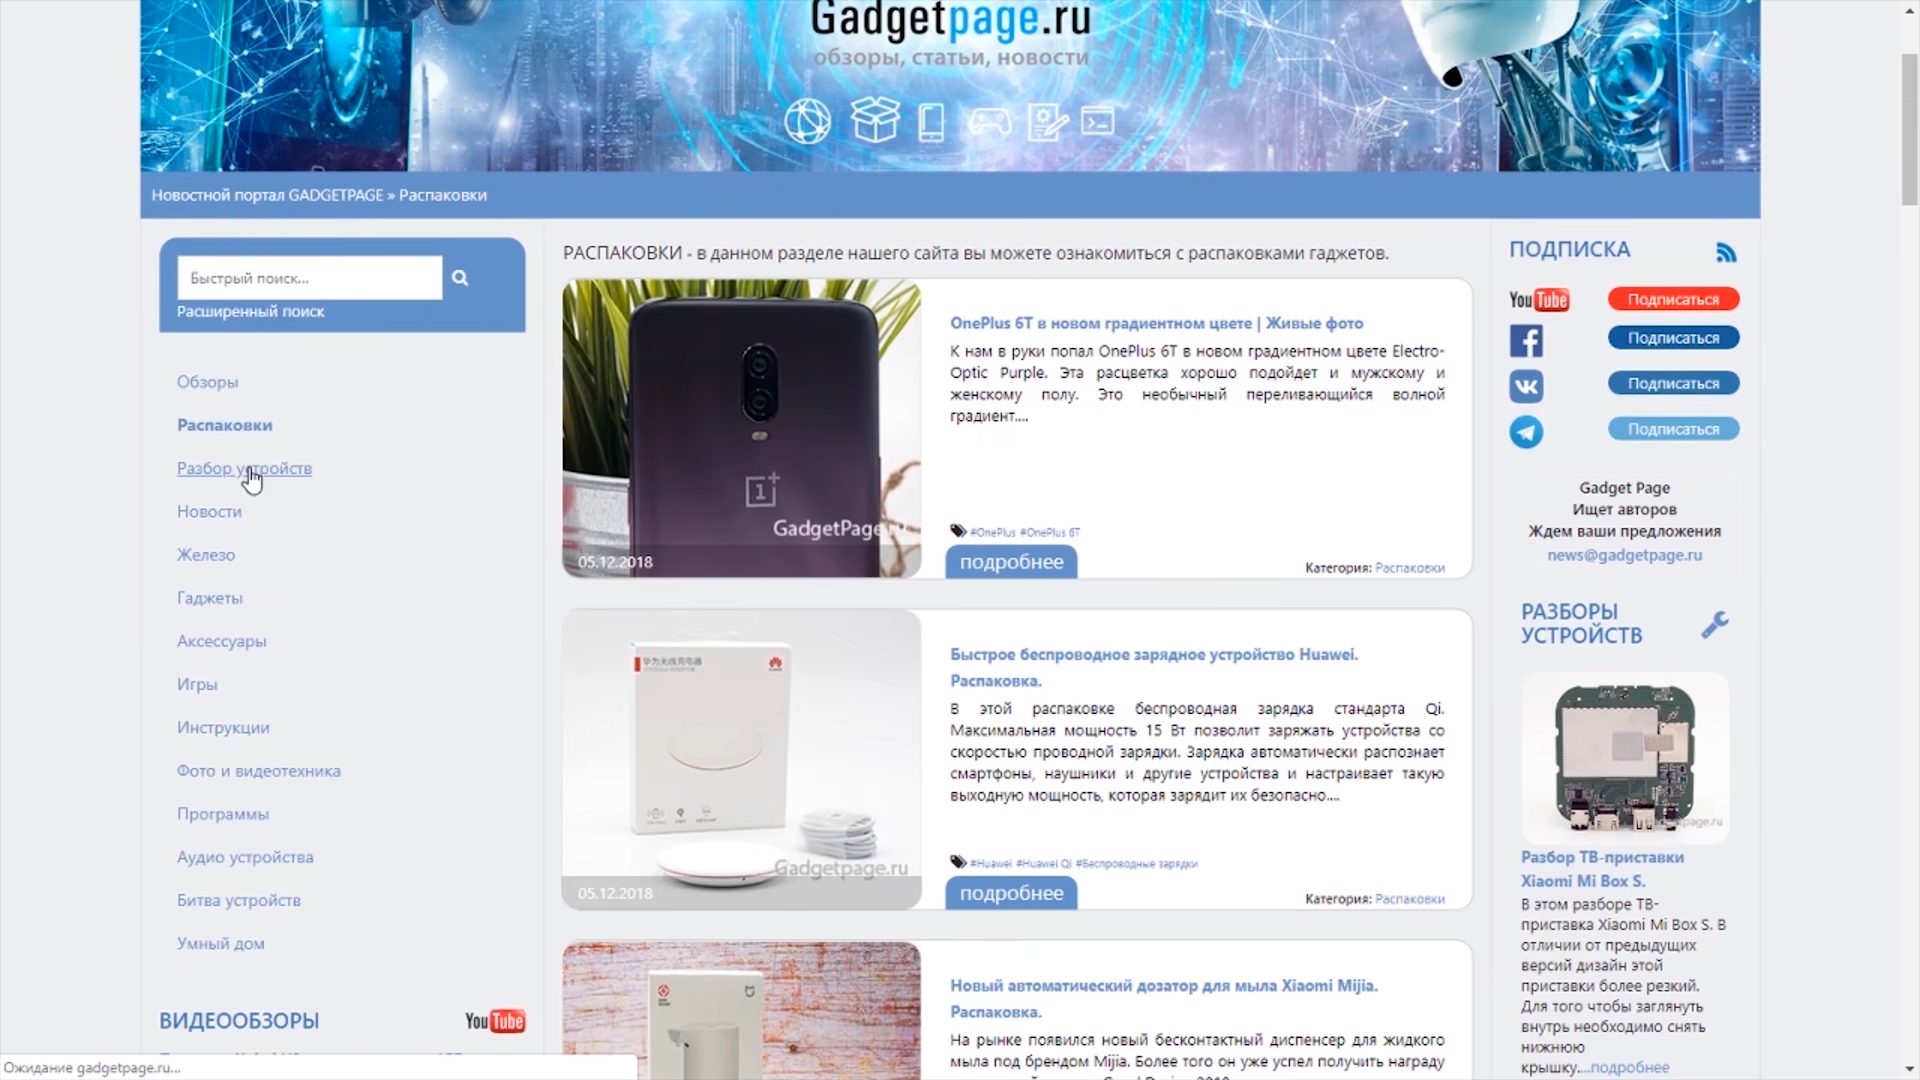 Gadgetpage.ru
обзоры, статьи, новости
Новостной портал GADGETPAGE » Распаковки
Быстрый поиск...
Расширенный поиск
Обзоры
Распаковки
Разбор устройств
Новости
Железо
Гаджеты
Аксессуары
Игры
Инструкции
Фото и видеотехника
Программы
Аудио устройства
Битва устройств
Умный дом
ВИДЕООБЗОРЫ
YouTube
Ожидание gadgetpage.ru...
РАСПАКОВКИ - в данном разделе нашего сайта вы можете ознакомиться с распаковками гаджетов.
GadgetPage
05.12.2018
OnePlus 6T в новом градиентном цвете | Живые фото
К нам в руки попал OnePlus 6T в новом градиентном цвете Electro-
Optic Purple. Эта расцветка хорошо подойдет и мужскому и
женскому полу. Это необычный переливающийся волной
градиент....
#OnePlus #OnePlus 6T
подробнее
Категория: Распаковки
Gadgetpage.ru
05.12.2018
Быстрое беспроводное зарядное устройство Huawei.
Распаковка.
В этой распаковке беспроводная зарядка стандарта Qi.
Максимальная мощность 15 Вт позволит заряжать устройства со
скоростью проводной зарядки. Зарядка автоматически распознает
смартфоны, наушники и другие устройства и настраивает такую
выходную мощность, которая зарядит их безопасно....
#Huawei #Huawei Qi #Беспроводные зарядки
подробнее
Категория: Распаковки
Новый автоматический дозатор для мыла Xiaomi Mijia.
Распаковка.
На рынке появился новый бесконтактный диспенсер для жидкого
мыла под брендом Mijia. Более того он уже успел получить награду
ПОДПИСКА
YouTube Подписаться
Подписаться
Подписаться
Подписаться
Gadget Page
Ищет авторов
Ждем ваши предложения
news@gadgetpage.ru
РАЗБОРЫ
УСТРОЙСТВ
Разбор ТВ-приставки
Xiaomi Mi Box S.
В этом разборе ТВ-
приставка Xiaomi Mi Box S. В
отличии от предыдущих
версий дизайн этой
приставки более резкий.
Для того чтобы заглянуть
внутрь необходимо снять
нижнюю
крышку....подробнее